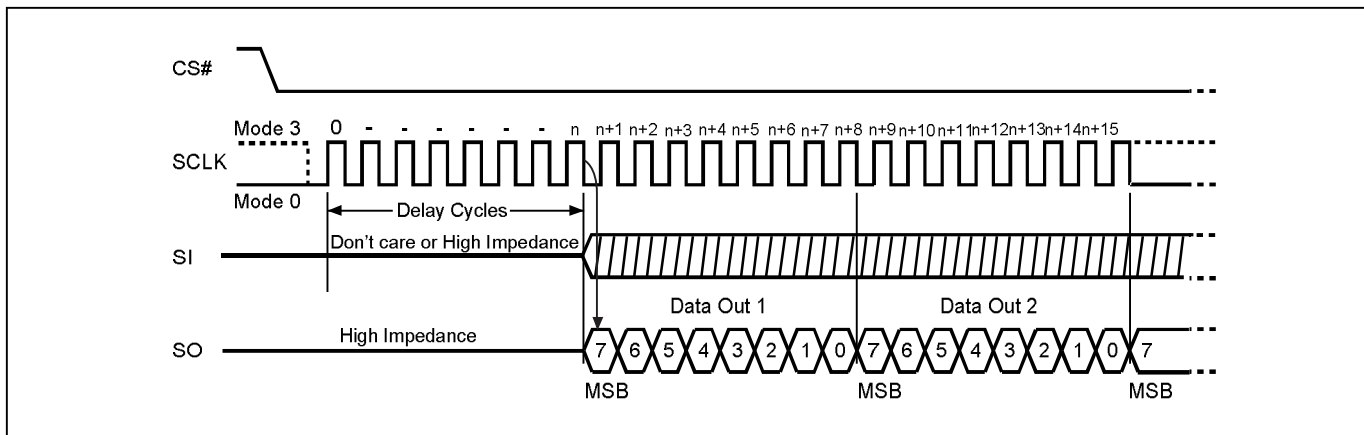 CS#
Mode 3 0 - - - - - n n+1 n+2 n+3 n+4 n+5 n+6 n+7 n+8 n+9 n+10 n+11 n+12 n+13 n+14 n+15
SCLK
Mode 0
Delay Cycles
Don't care or High Impedance
SI
Data Out 1 Data Out 2
High Impedance
SO 7 6 5 4 3 2 1 0 7 6 5 4 3 2 1 0 7
MSB MSB MSB